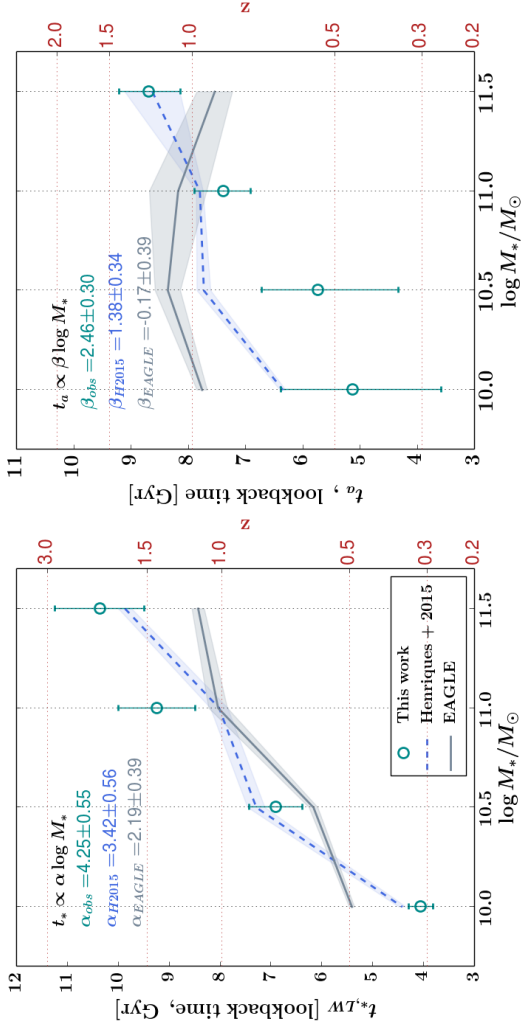 t_* ∝ α log M_*
α_obs =4.25±0.55
α_H2015 =3.42±0.56
α_EAGLE =2.19±0.39
12
10
9
8
7
6
5
4
3
t_{*,LW} [lookback time, Gyr]
10.0
10.5
11.0
11.5
log M_*/M_⊙
3.0
1.5
1.0
0.5
0.3
0.2
z
This work
Henriques + 2015
EAGLE
t_a ∝ β log M_*
β_obs =2.46±0.30
β_H2015 =1.38±0.34
β_EAGLE =-0.17±0.39
11
10
9
8
7
6
5
4
3
t_a , lookback time [Gyr]
10.0
10.5
11.0
11.5
log M_*/M_⊙
2.0
1.5
1.0
0.5
0.3
0.2
z